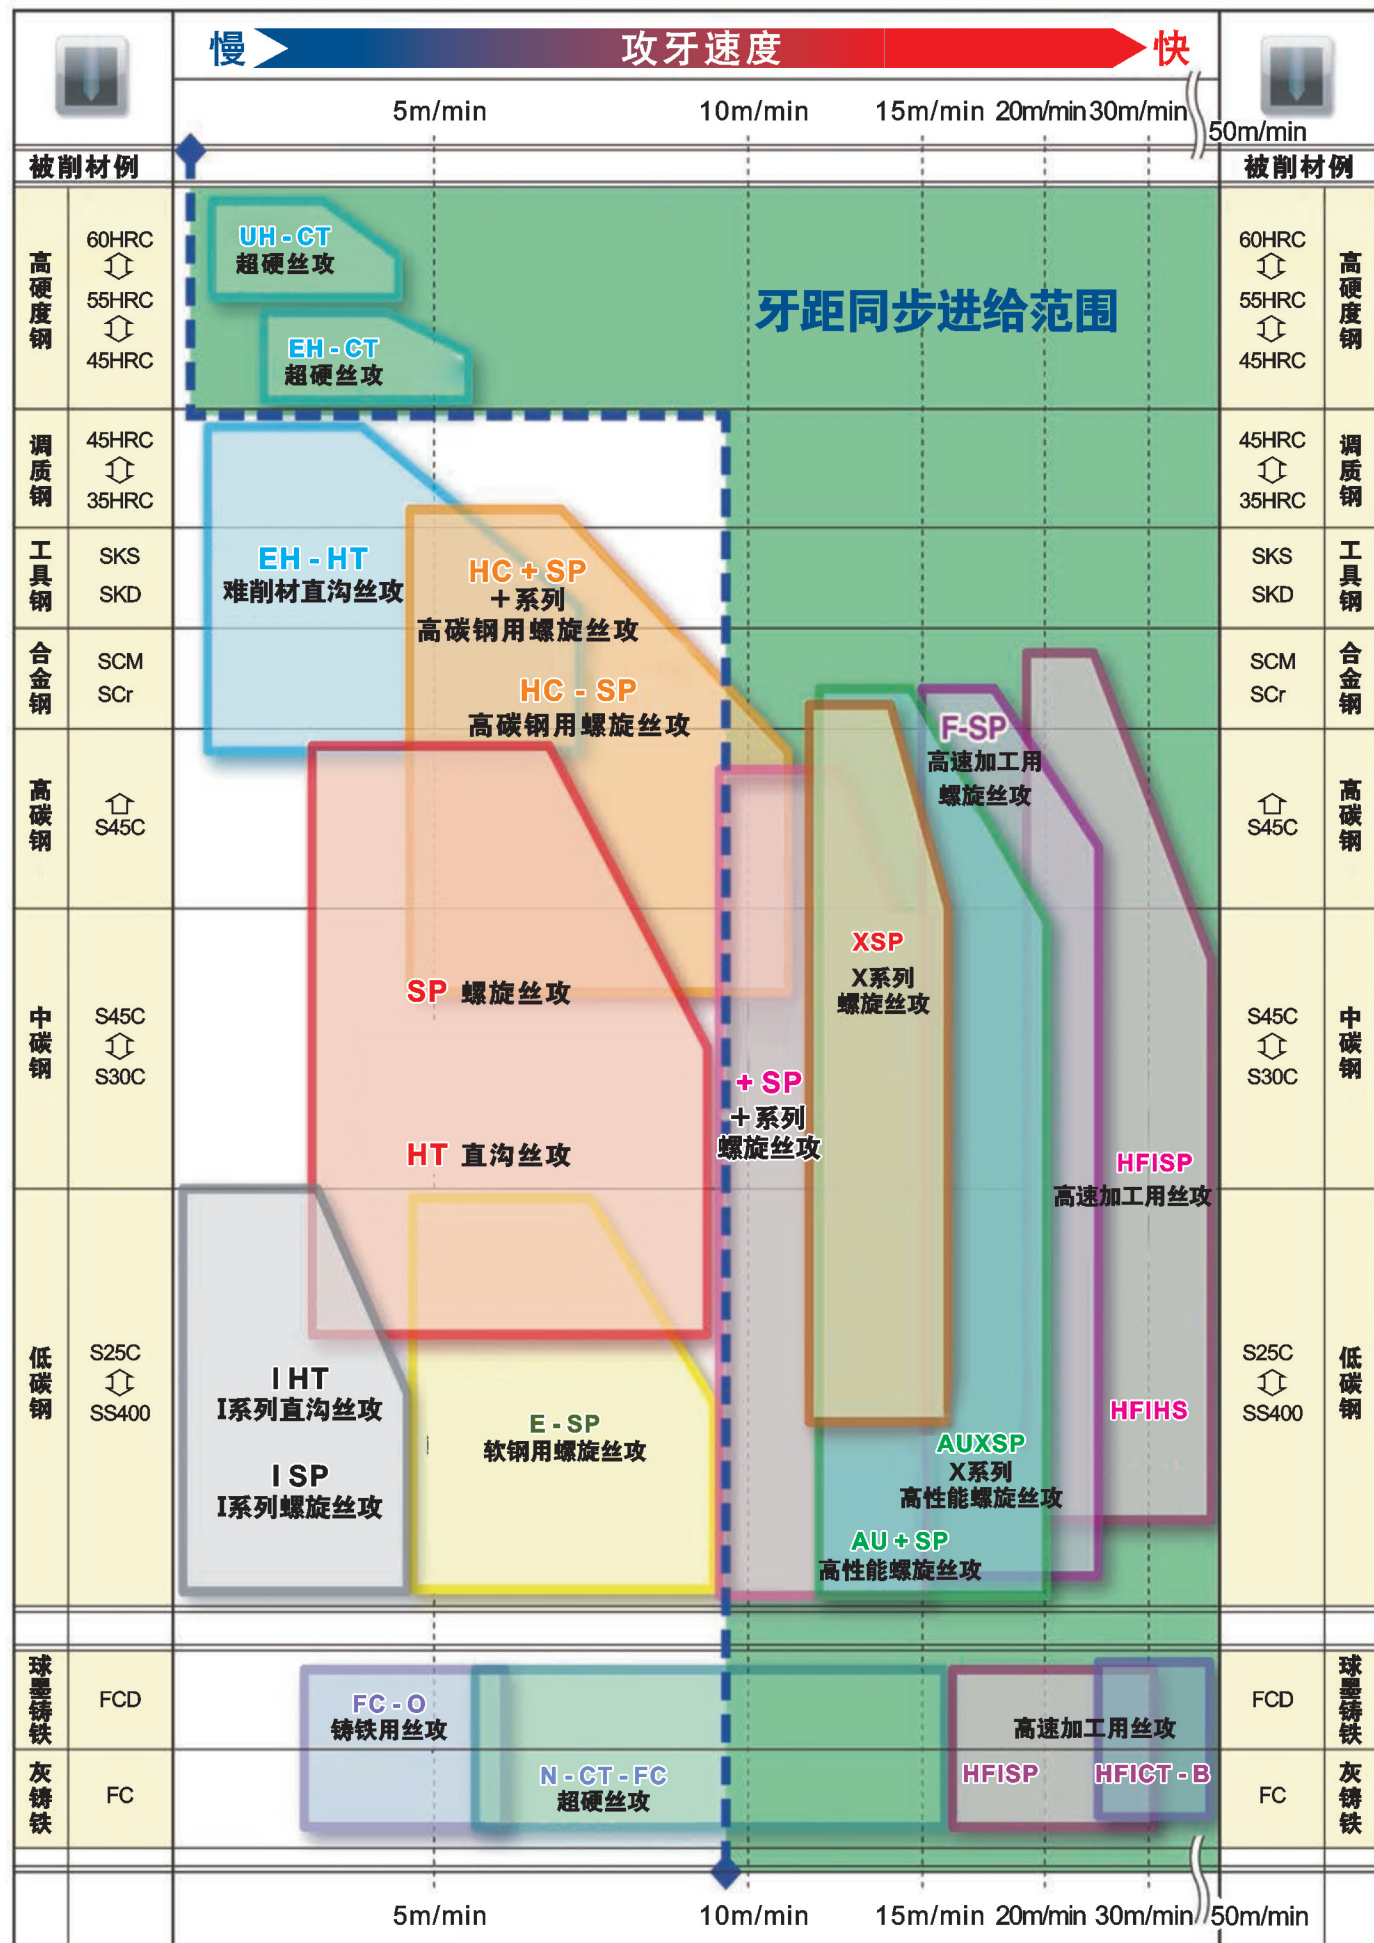 慢 攻牙速度 快
5m/min 10m/min 15m/min 20m/min 30m/min 50m/min
被削材例 被削材例
高硬度钢 60HRC 55HRC 45HRC
UH-CT
超硬丝攻
EH-CT
超硬丝攻
牙距同步进给范围
60HRC 55HRC 45HRC 高硬度钢
调质钢 45HRC 35HRC
45HRC 35HRC 调质钢
工具钢 SKS SKD
EH-HT
难削材直沟丝攻
HC+SP
+系列
高碳钢用螺旋丝攻
SKS SKD 工具钢
合金钢 SCM SCr
HC-SP
高碳钢用螺旋丝攻
F-SP
高速加工用
螺旋丝攻
SCM SCr 合金钢
高碳钢 S45C
S45C 高碳钢
中碳钢 S45C S30C
SP 螺旋丝攻
XSP
X系列
螺旋丝攻
+SP
+系列
螺旋丝攻
HT 直沟丝攻
HFISP
高速加工用丝攻
S45C S30C 中碳钢
低碳钢 S25C SS400
I HT
I系列直沟丝攻
I SP
I系列螺旋丝攻
E-SP
软钢用螺旋丝攻
HFIHS
AUXSP
X系列
高性能螺旋丝攻
AU+SP
高性能螺旋丝攻
S25C SS400 低碳钢
球墨铸铁 FCD
FC-O
铸铁用丝攻
高速加工用丝攻
FCD 球墨铸铁
灰铸铁 FC
N-CT-FC
超硬丝攻
HFISP HFICT-B
FC 灰铸铁
5m/min 10m/min 15m/min 20m/min 30m/min 50m/min